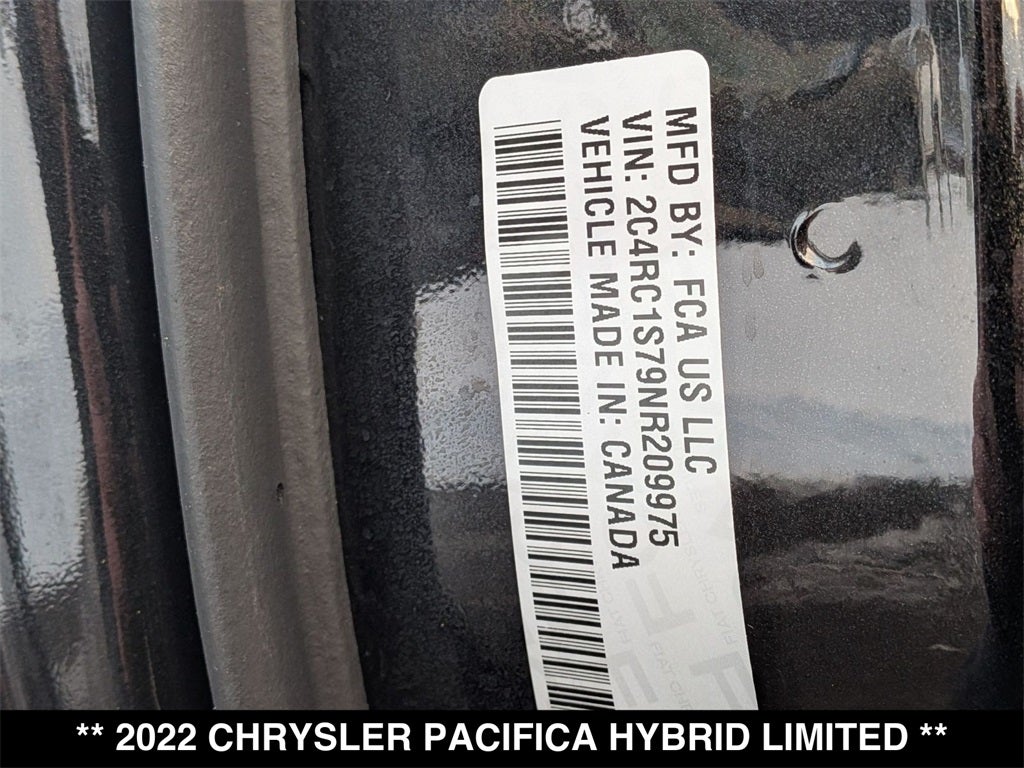 MFD BY: FCA US LLC
VIN: 2C4RC1S79NR209975
VEHICLE MADE IN: CANADA
** 2022 CHRYSLER PACIFICA HYBRID LIMITED **